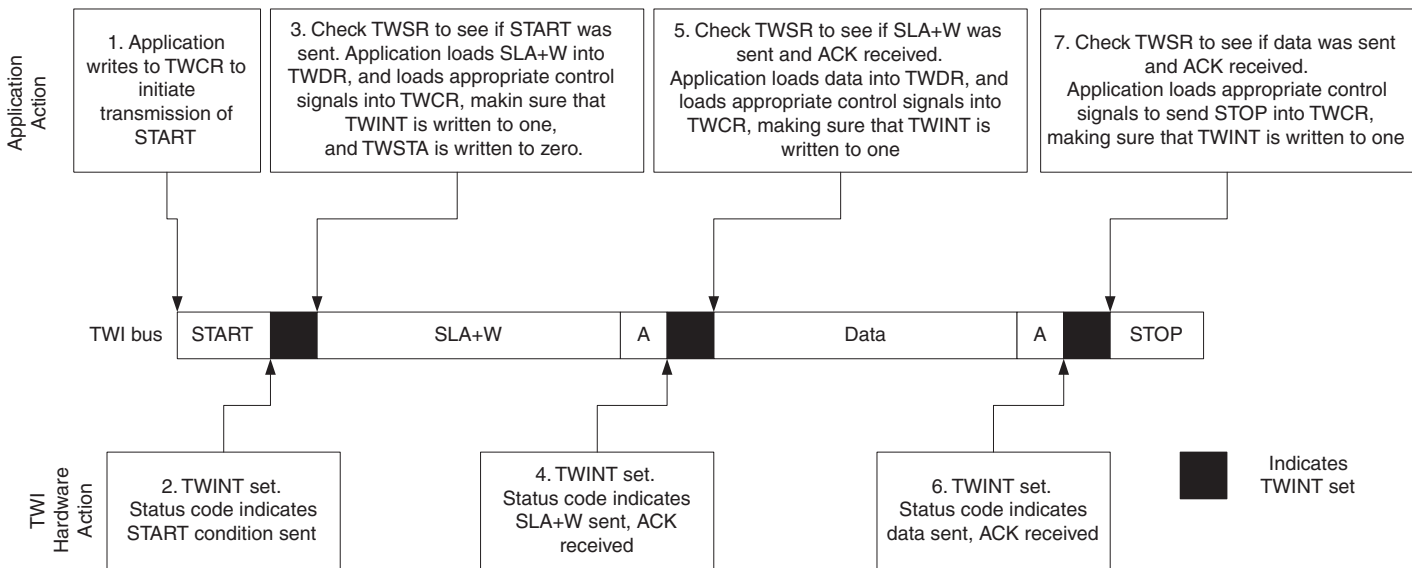 Application
Action
1. Application
writes to TWCR to
initiate
transmission of
START
3. Check TWSR to see if START was
sent. Application loads SLA+W into
TWDR, and loads appropriate control
signals into TWCR, makin sure that
TWINT is written to one,
and TWSTA is written to zero.
5. Check TWSR to see if SLA+W was
sent and ACK received.
Application loads data into TWDR, and
loads appropriate control signals into
TWCR, making sure that TWINT is
written to one
7. Check TWSR to see if data was sent
and ACK received.
Application loads appropriate control
signals to send STOP into TWCR,
making sure that TWINT is written to one
TWI bus
START
SLA+W
A
Data
A
STOP
TWI
Hardware
Action
2. TWINT set.
Status code indicates
START condition sent
4. TWINT set.
Status code indicates
SLA+W sent, ACK
received
6. TWINT set.
Status code indicates
data sent, ACK received
Indicates
TWINT set